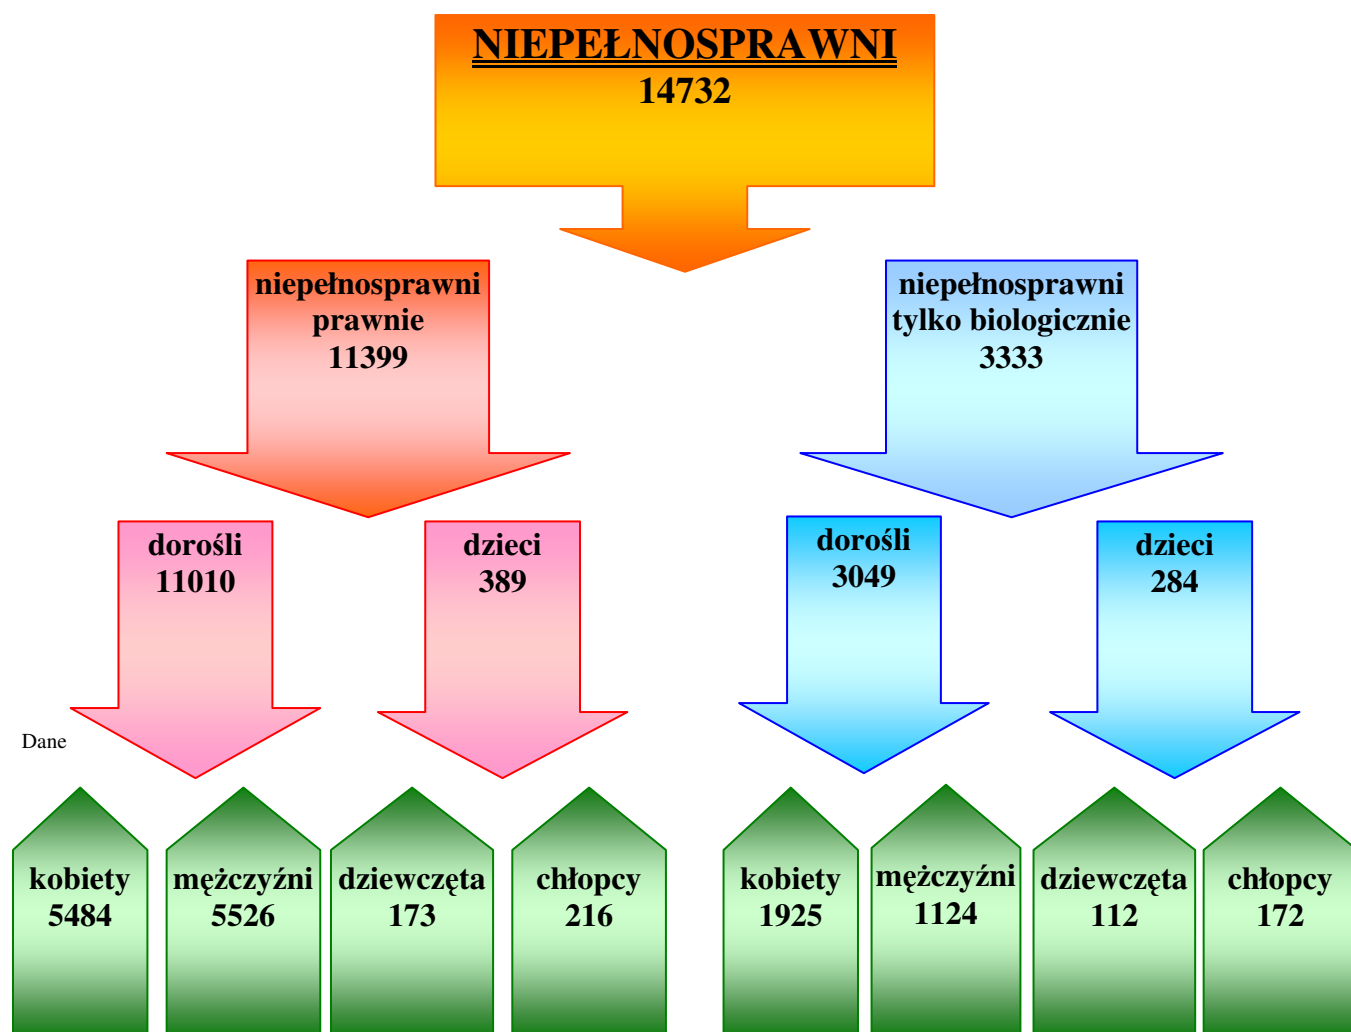 NIEPEŁNOSPRAWNI
14732
niepełnosprawni
prawnie
11399
niepełnosprawni
tylko biologicznie
3333
dorośli
11010
dzieci
389
dorośli
3049
dzieci
284
Dane
kobiety
5484
mężczyźni
5526
dziewczęta
173
chłopcy
216
kobiety
1925
mężczyźni
1124
dziewczęta
112
chłopcy
172